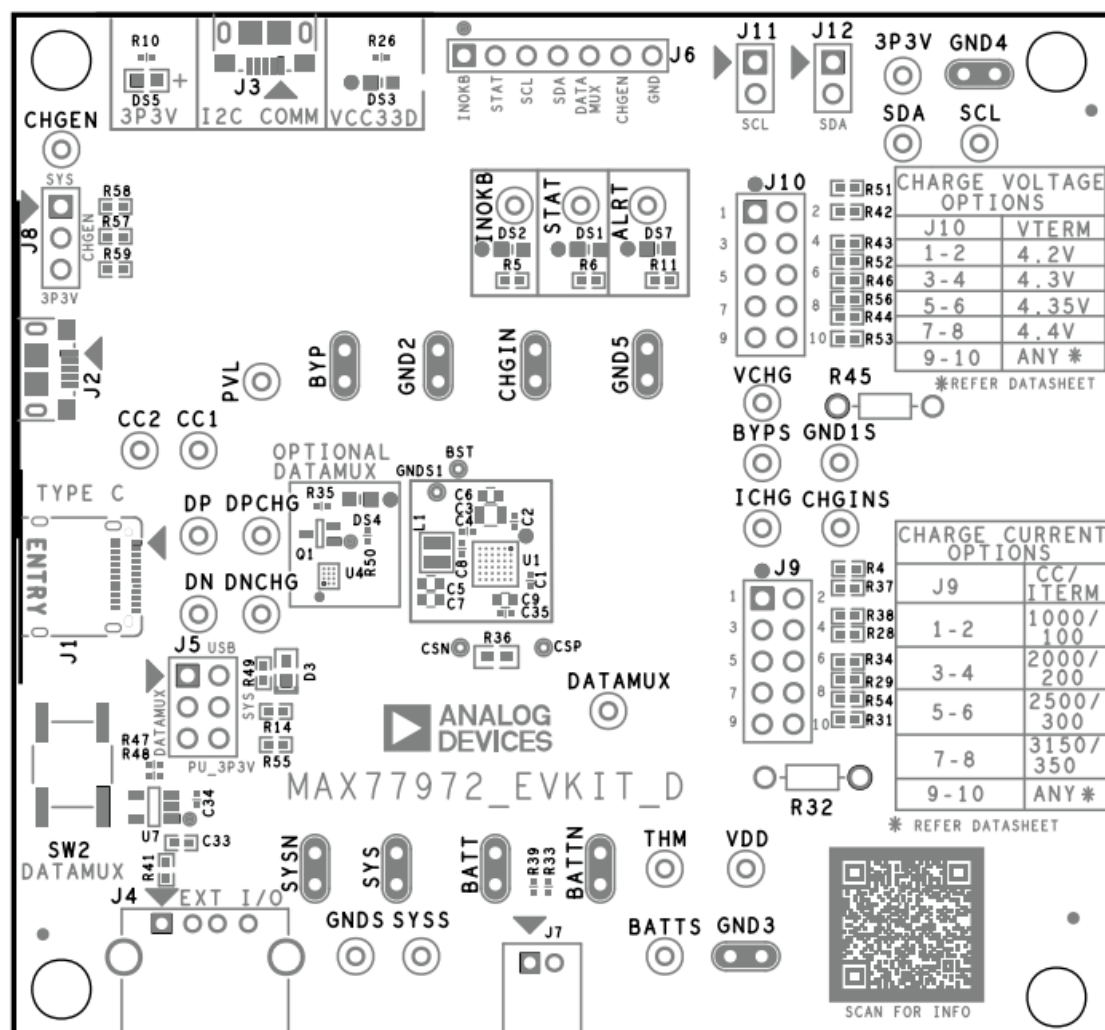 R10
DS5
+
3P3V
J3
I2C COMM
R26
DS3
VCC33D
J6
INOKB
STAT
SCL
SDA
DATA
MUX
CHGEN
GND
J11
SCL
J12
SDA
3P3V
GND4
SDA
SCL
CHGEN
SYS
J8
CHGEN
3P3V
R58
R57
R59
INOKB
DS2
R5
STAT
DS1
R6
ALRT
DS7
R11
J10
1
2
3
4
5
6
7
8
9
10
R51
R42
R43
R52
R46
R56
R44
R53
CHARGE VOLTAGE
OPTIONS
J10 VTERM
1-2 4.2V
3-4 4.3V
5-6 4.35V
7-8 4.4V
9-10 ANY *
*REFER DATASHEET
J2
PVL
BYP
GND2
CHGIN
GND5
VCHG
R45
BYPS
GND1S
ICHG
CHGINS
CC2
CC1
TYPE C
ENTRY
J1
DP
DPCHG
DN
DNCHG
OPTIONAL
DATAMUX
R35
DS4
Q1
R50
U4
GNDS1
BST
L1
C6
C3
C4
C2
C8
U1
C1
C5
C7
C9
C35
CSN
R36
CSP
J9
1
2
3
4
5
6
7
8
9
10
R4
R37
R38
R28
R34
R29
R54
R31
R32
CHARGE CURRENT
OPTIONS
J9 CC/
ITERM
1-2 1000/
100
3-4 2000/
200
5-6 2500/
300
7-8 3150/
350
9-10 ANY*
* REFER DATASHEET
J5
USB
DATAMUX
SYS
PU_3P3V
R49
D3
R14
R55
DATAMUX
ANALOG
DEVICES
MAX77972_EVKIT_D
SW2
DATAMUX
R47
R48
U7
C34
C33
R41
J4
EXT I/O
SYSN
SYS
BATT
R39
R33
BATTN
THM
VDD
GNDS
SYSS
J7
BATTS
GND3
SCAN FOR INFO